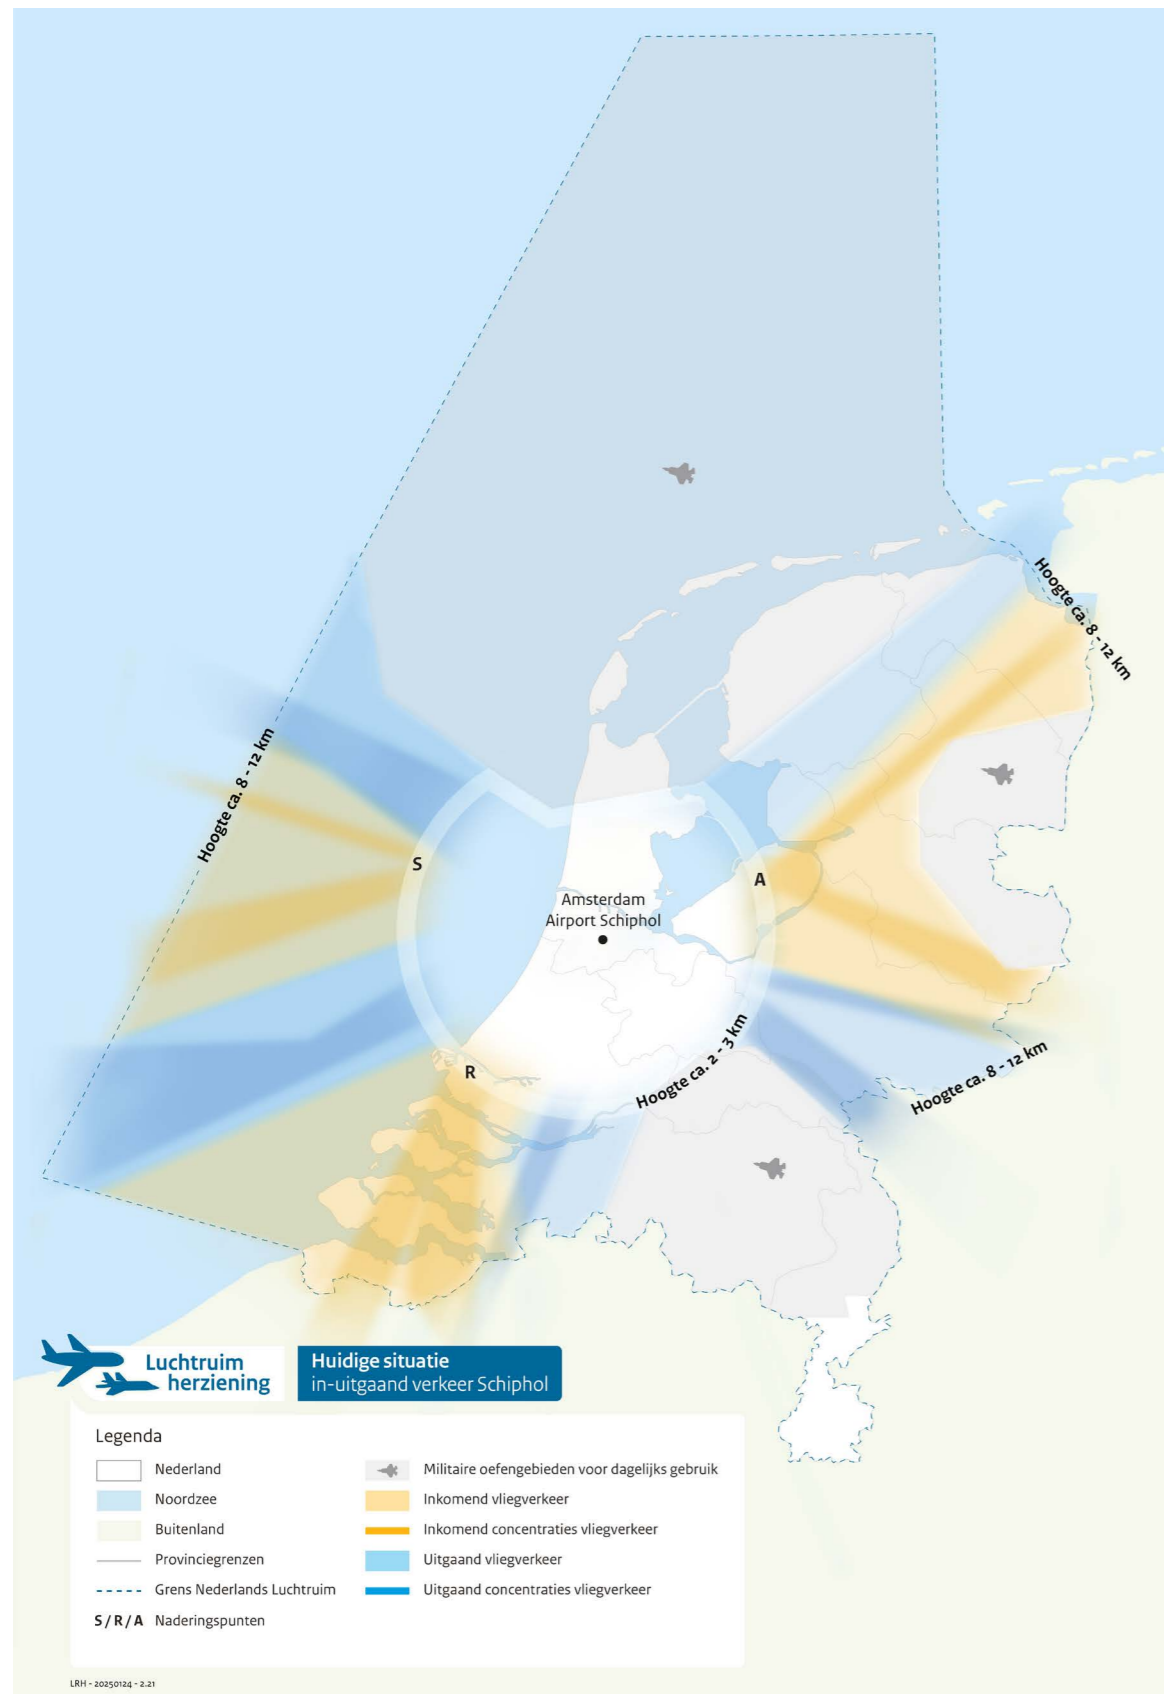 Hoogte ca. 8 - 12 km
Hoogte ca. 8 - 12 km
S
A
Amsterdam
Airport Schiphol
R
Hoogte ca. 2 - 3 km
Hoogte ca. 8 - 12 km
Luchtruim
herziening
Huidige situatie
in-uitgaand verkeer Schiphol
Legenda
Nederland
Noordzee
Buitenland
Provinciegrenzen
Grens Nederlands Luchtruim
S / R / A Naderingspunten
Militaire oefengebieden voor dagelijks gebruik
Inkomend vliegverkeer
Inkomend concentraties vliegverkeer
Uitgaand vliegverkeer
Uitgaand concentraties vliegverkeer
LRH - 20250124 - 2.21